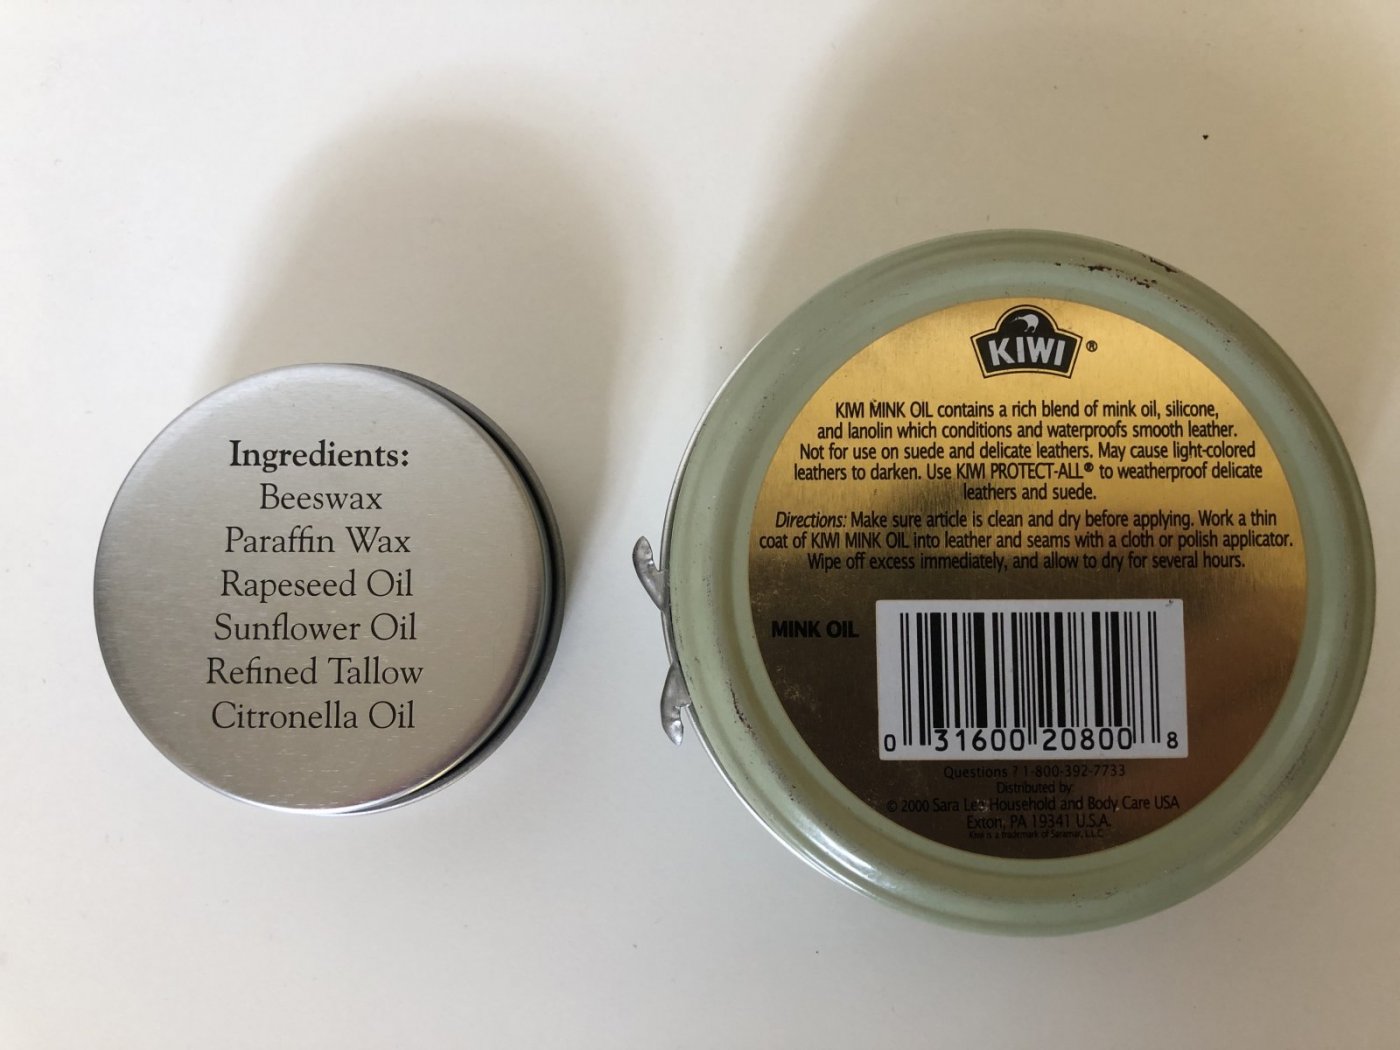 Ingredients:
Beeswax
Paraffin Wax
Rapeseed Oil
Sunflower Oil
Refined Tallow
Citronella Oil
KIWI®
KIWI MINK OIL contains a rich blend of mink oil, silicone,
and lanolin which conditions and waterproofs smooth leather.
Not for use on suede and delicate leathers. May cause light-colored
leathers to darken. Use KIWI PROTECT-ALL® to weatherproof delicate
leathers and suede.
Directions: Make sure article is clean and dry before applying. Work a thin
coat of KIWI MINK OIL into leather and seams with a cloth or polish applicator.
Wipe off excess immediately, and allow to dry for several hours.
MINK OIL
0 31600 20800 8
Questions ? 1-800-392-7733
Distributed by:
© 2000 Sara Lee Household and Body Care USA
Exton, PA 19341 U.S.A.
Kiwi is a trademark of Saramar, L.L.C.